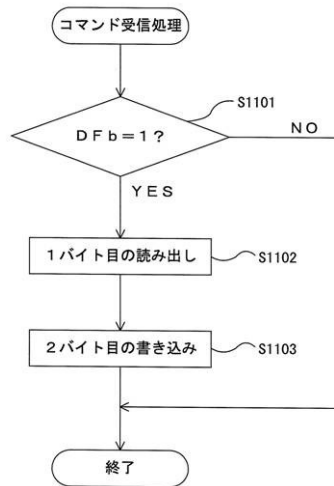 コマンド受信処理
S1101
DFb=1?
NO
YES
1バイト目の読み出し
S1102
2バイト目の書き込み
S1103
終了